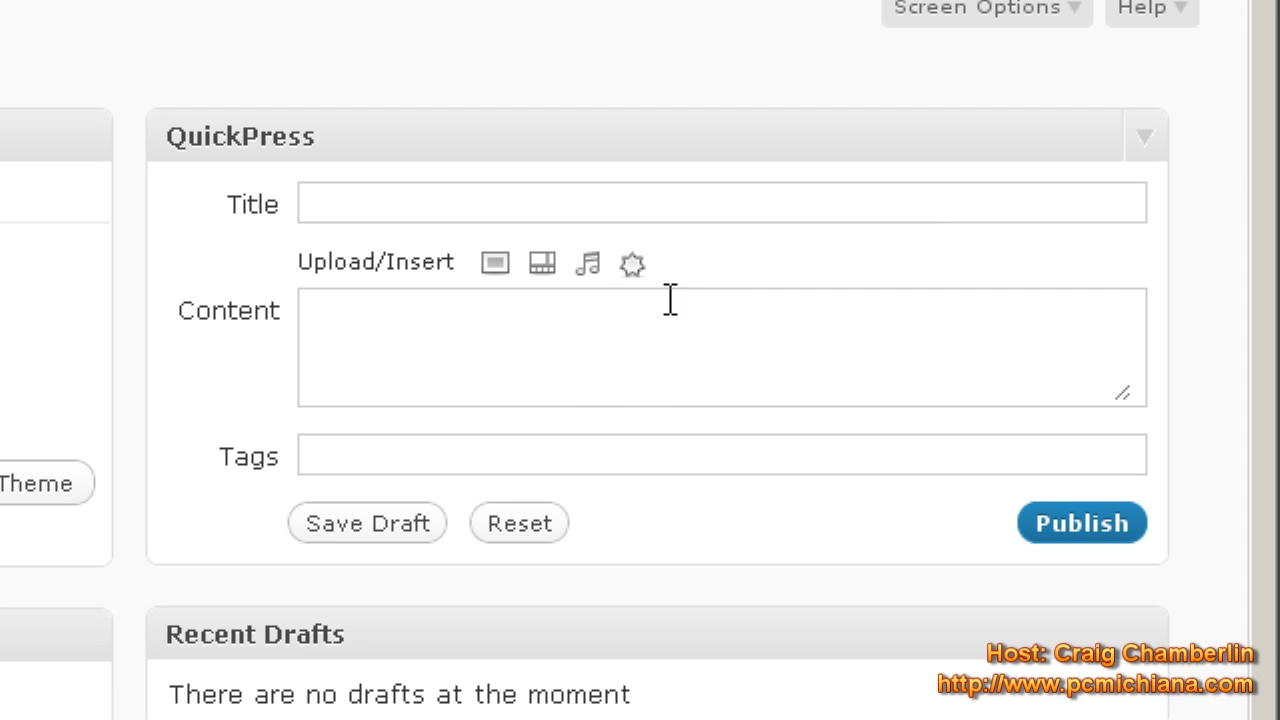 Screen Options
Help
QuickPress
Title
Upload/Insert
Content
Tags
Theme
Save Draft
Reset
Publish
Recent Drafts
There are no drafts at the moment
Host: Craig Chamberlin
http://www.pcmichiana.com